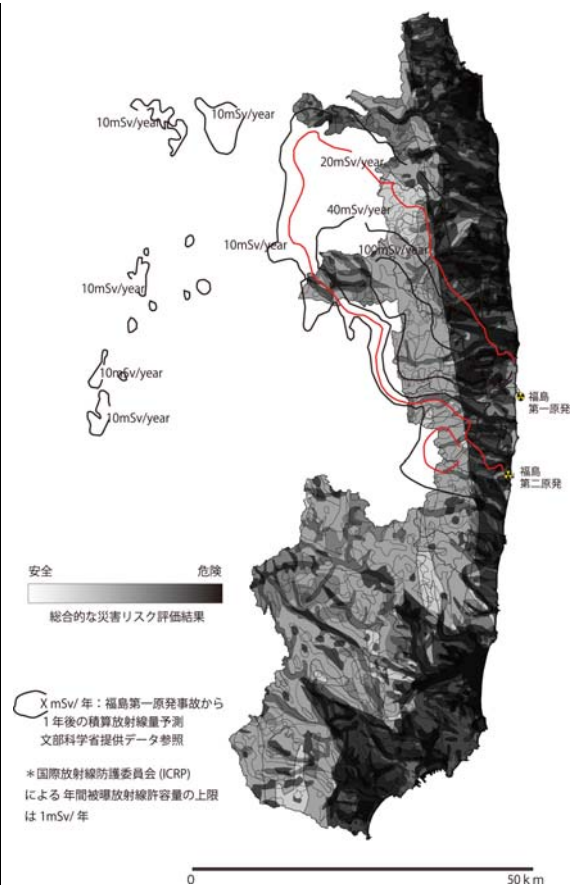 10mSv/year
10mSv/year
20mSv/year
40mSv/year
10mSv/year
100mSv/year
10mSv/year
10mSv/year
10mSv/year
福島
第一原発
福島
第二原発
安全
危険
総合的な災害リスク評価結果
X mSv/ 年：福島第一原発事故から
1 年後の積算放射線量予測
文部科学省提供データ参照
＊国際放射線防護委員会 (ICRP)
による 年間被曝放射線許容量の上限
は 1mSv/ 年
0
50 k m